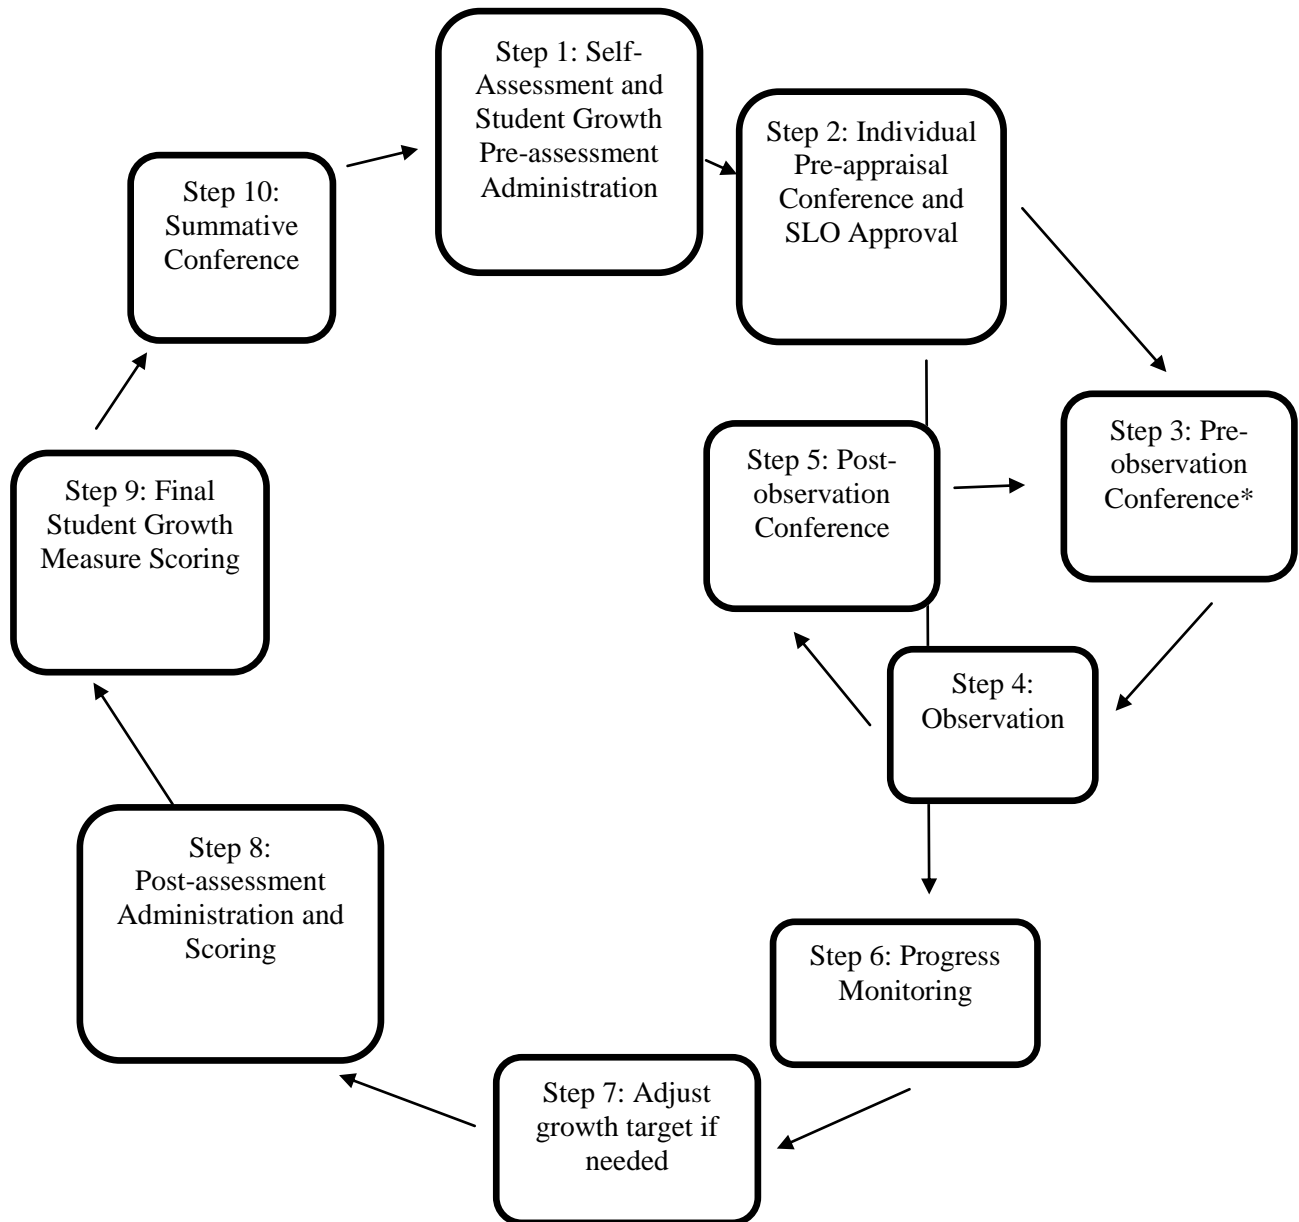 Step 1: Self-
Assessment and
Student Growth
Pre-assessment
Administration
Step 2: Individual
Pre-appraisal
Conference and
SLO Approval
Step 3: Pre-
observation
Conference*
Step 4:
Observation
Step 5: Post-
observation
Conference
Step 6: Progress
Monitoring
Step 7: Adjust
growth target if
needed
Step 8:
Post-assessment
Administration and
Scoring
Step 9: Final
Student Growth
Measure Scoring
Step 10:
Summative
Conference